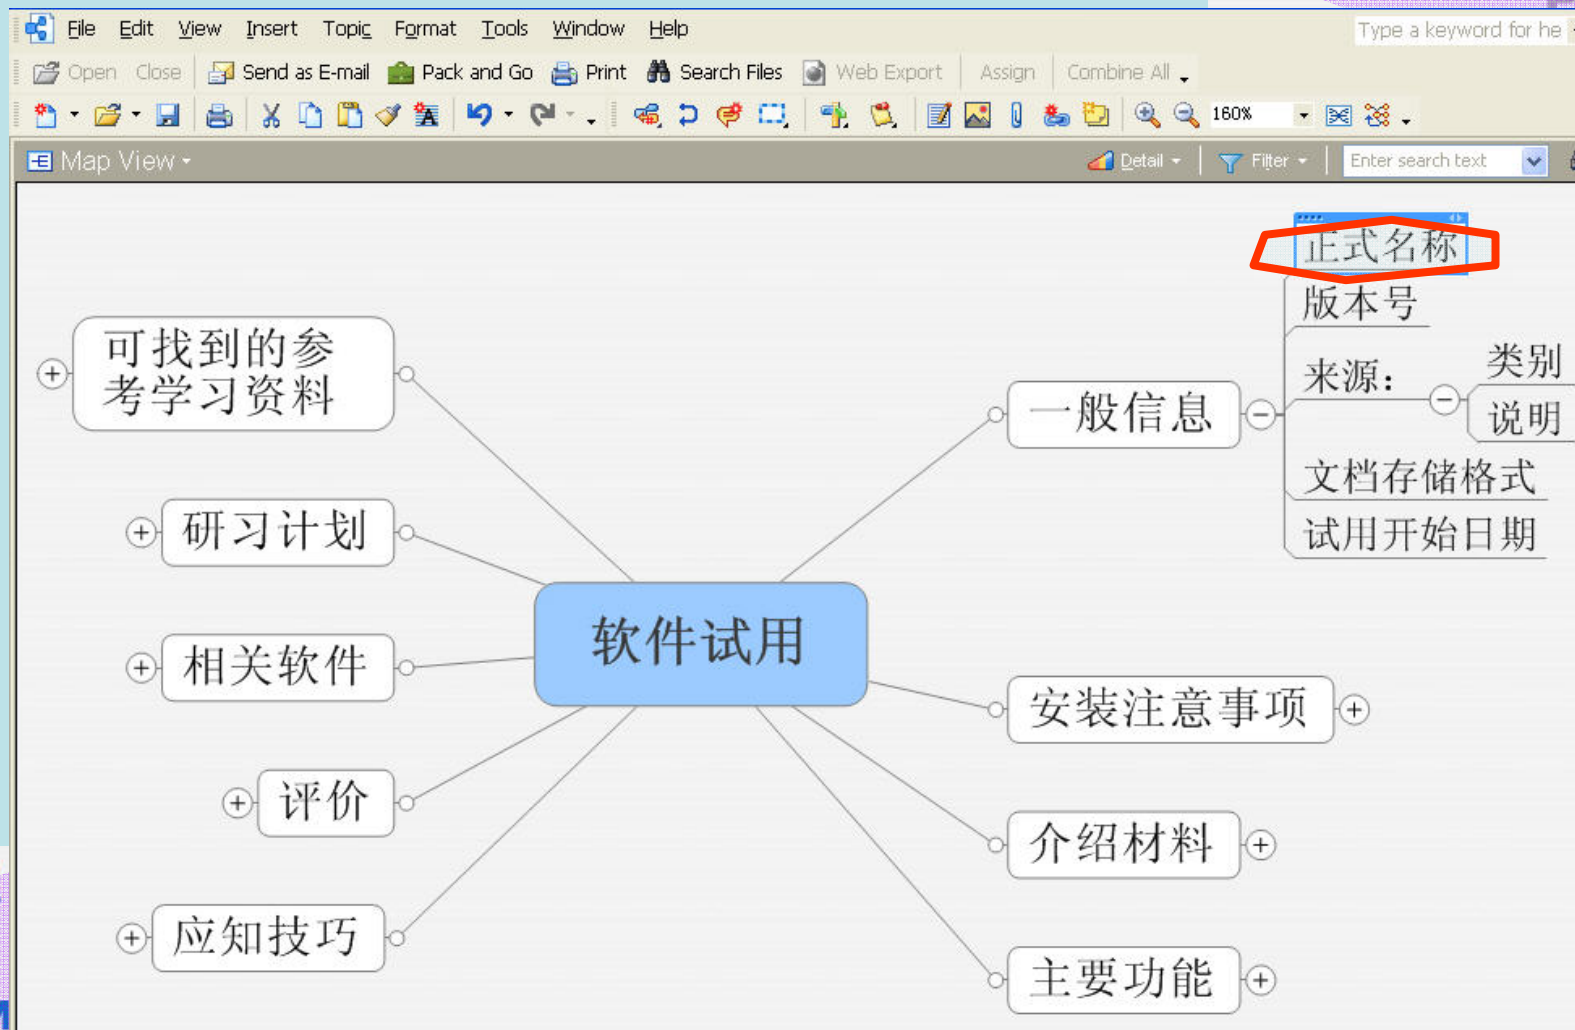 File Edit View Insert Topic Format Tools Window Help Type a keyword for he
Open Close Send as E-mail Pack and Go Print Search Files Web Export Assign Combine All
160%
Map View Detail Filter Enter search text
正式名称
版本号
来源：
类别
说明
文档存储格式
试用开始日期
一般信息
可找到的参
考学习资料
研习计划
相关软件
评价
应知技巧
软件试用
安装注意事项
介绍材料
主要功能